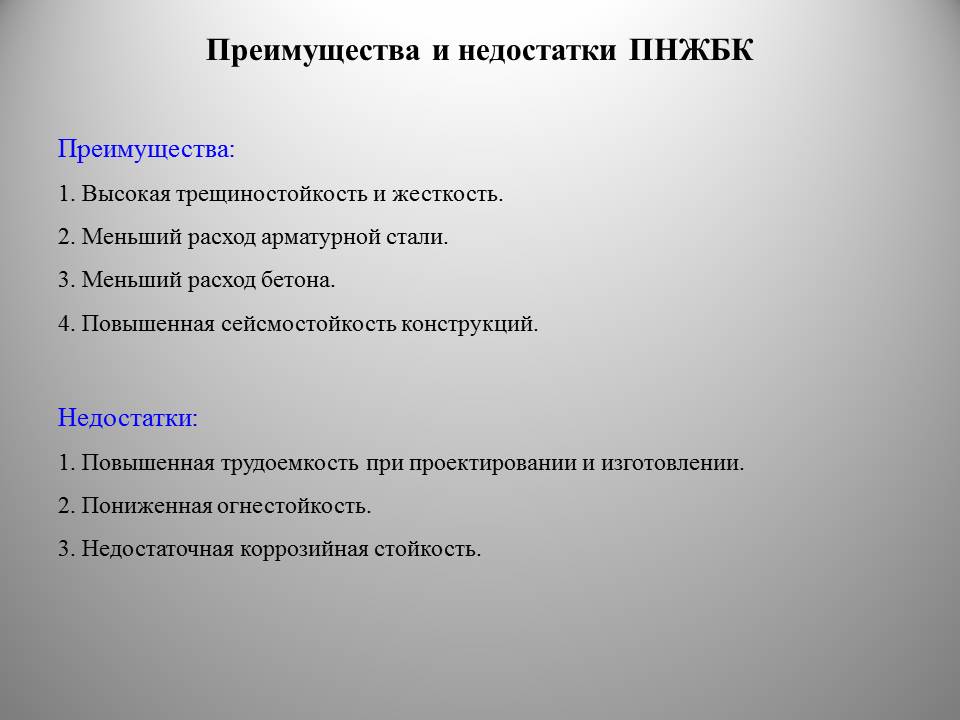 Преимущества и недостатки ПНЖБК
Преимущества:
1. Высокая трещиностойкость и жесткость.
2. Меньший расход арматурной стали.
3. Меньший расход бетона.
4. Повышенная сейсмостойкость конструкций.
Недостатки:
1. Повышенная трудоемкость при проектировании и изготовлении.
2. Пониженная огнестойкость.
3. Недостаточная коррозийная стойкость.